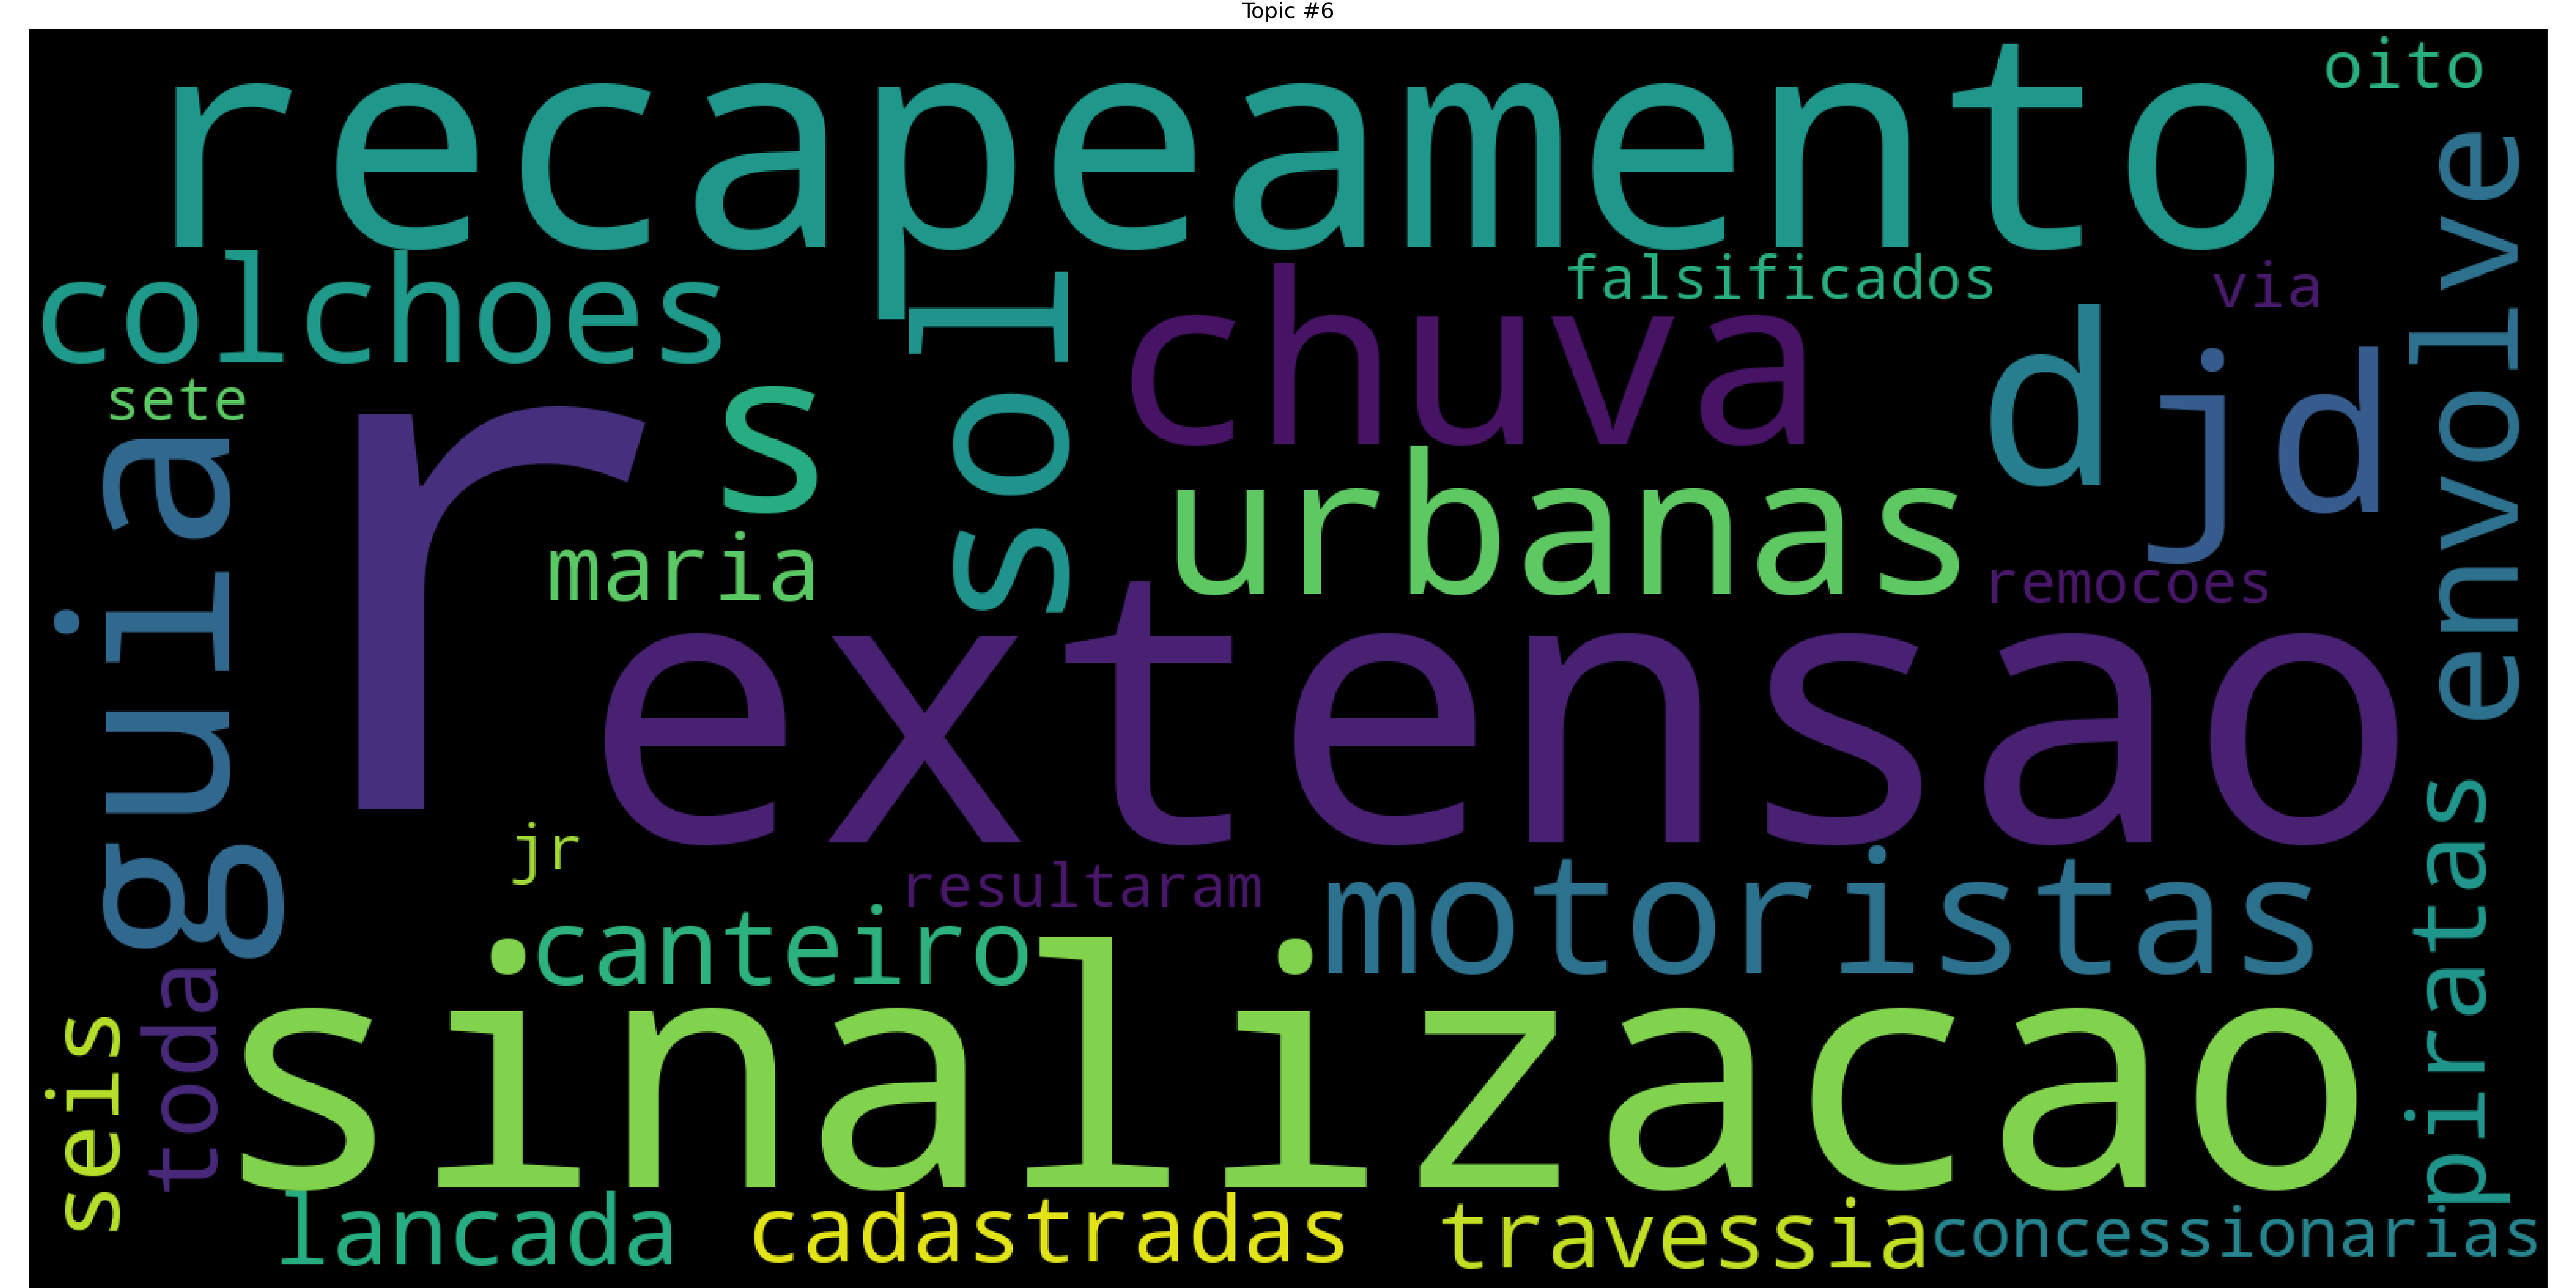 Topic #6
recapeamento
oito
colchoes
sol
chuva
falsificados
via
envolve
sete
guia
r
s
d
jd
maria
urbanas
remocoes
extensao
jr
resultaram
motoristas
canteiro
piratas
seis
toda
sinalizacao
lancada
cadastradas
travessia
concessionarias